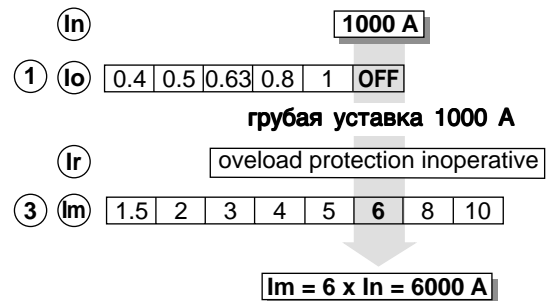 In 1000 A
1 Io 0.4 0.5 0.63 0.8 1 OFF
грубая уставка 1000 А
Ir oveload protection inoperative
3 Im 1.5 2 3 4 5 6 8 10
Im = 6 x In = 6000 A